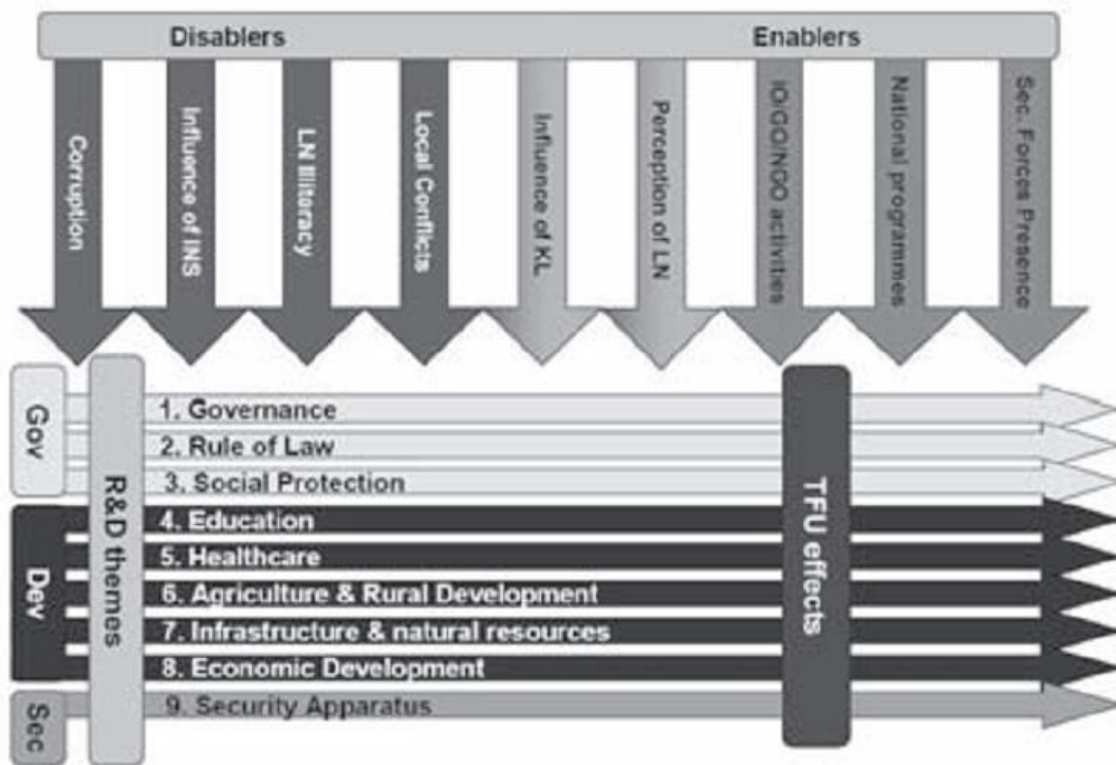 Disablers
Enablers
Corruption
Influence of INS
LN Illiteracy
Local Conflicts
Influence of KL
Perception of LN
IO/GO/NGO activities
National programmes
Sec. Forces Presence
Gov
Dev
Sec
R&D themes
1. Governance
2. Rule of Law
3. Social Protection
4. Education
5. Healthcare
6. Agriculture & Rural Development
7. Infrastructure & natural resources
8. Economic Development
9. Security Apparatus
TFU effects